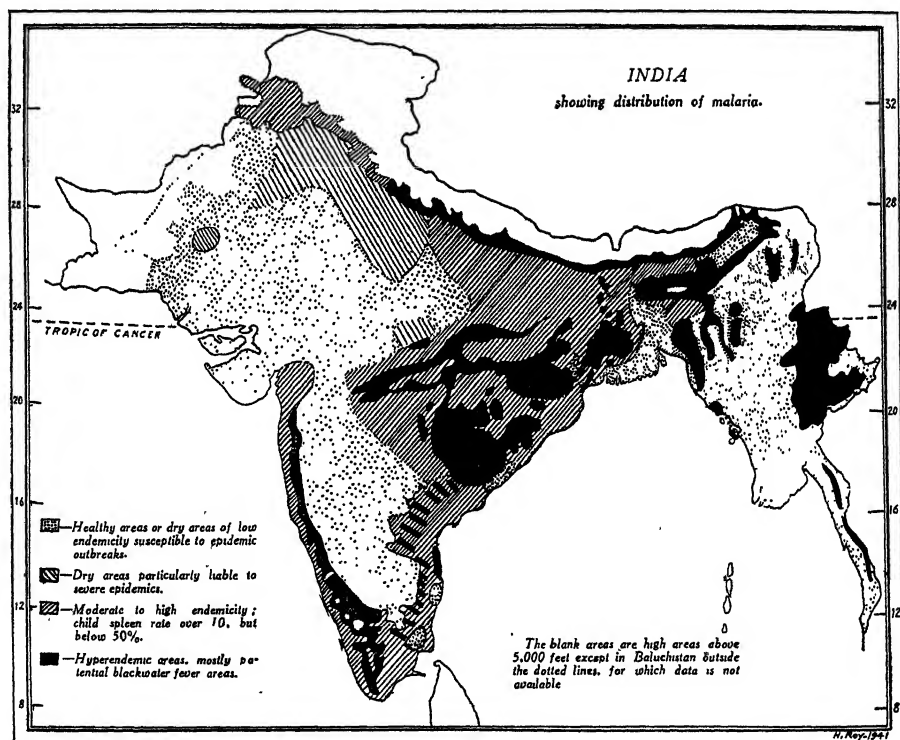 INDIA
showing distribution of malaria.
32
28
24
TROPIC OF CANCER
20
16
12
8
32
28
24
20
16
12
8
—Healthy areas or dry areas of low
endemicity susceptible to epidemic
outbreaks.
—Dry areas particularly liable to
severe epidemics.
—Moderate to high endemicity;
child spleen rate over 10, but
below 50%.
—Hyperendemic areas, mostly po-
tential blackwater fever areas.
The blank areas are high areas above
5,000 feet except in Baluchistan outside
the dotted lines, for which data is not
available
H. Roy-1941